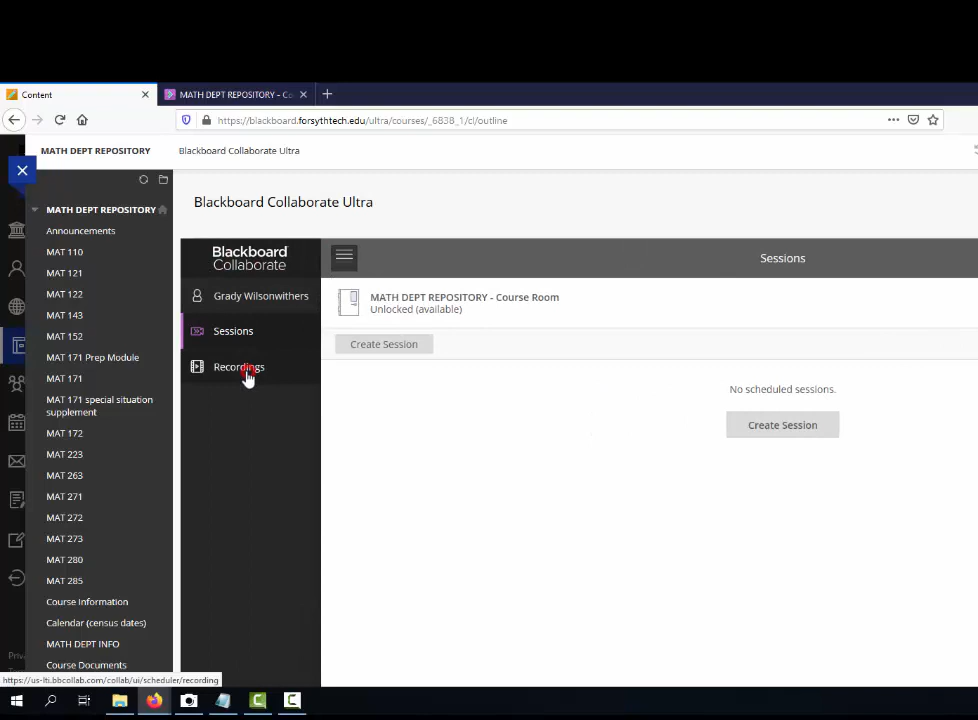 Content
MATH DEPT REPOSITORY - Co
https://blackboard.forsythtech.edu/ultra/courses/_6838_1/cl/outline
MATH DEPT REPOSITORY
Blackboard Collaborate Ultra
MATH DEPT REPOSITORY
Announcements
MAT 110
MAT 121
MAT 122
MAT 143
MAT 152
MAT 171 Prep Module
MAT 171
MAT 171 special situation
supplement
MAT 172
MAT 223
MAT 263
MAT 271
MAT 272
MAT 273
MAT 280
MAT 285
Course Information
Calendar (census dates)
MATH DEPT INFO
Course Documents
Blackboard Collaborate Ultra
Blackboard
Collaborate
Grady Wilsonwithers
Sessions
Recordings
Sessions
MATH DEPT REPOSITORY - Course Room
Unlocked (available)
Create Session
No scheduled sessions.
Create Session
https://us-lti.bbcollab.com/collab/ui/scheduler/recording